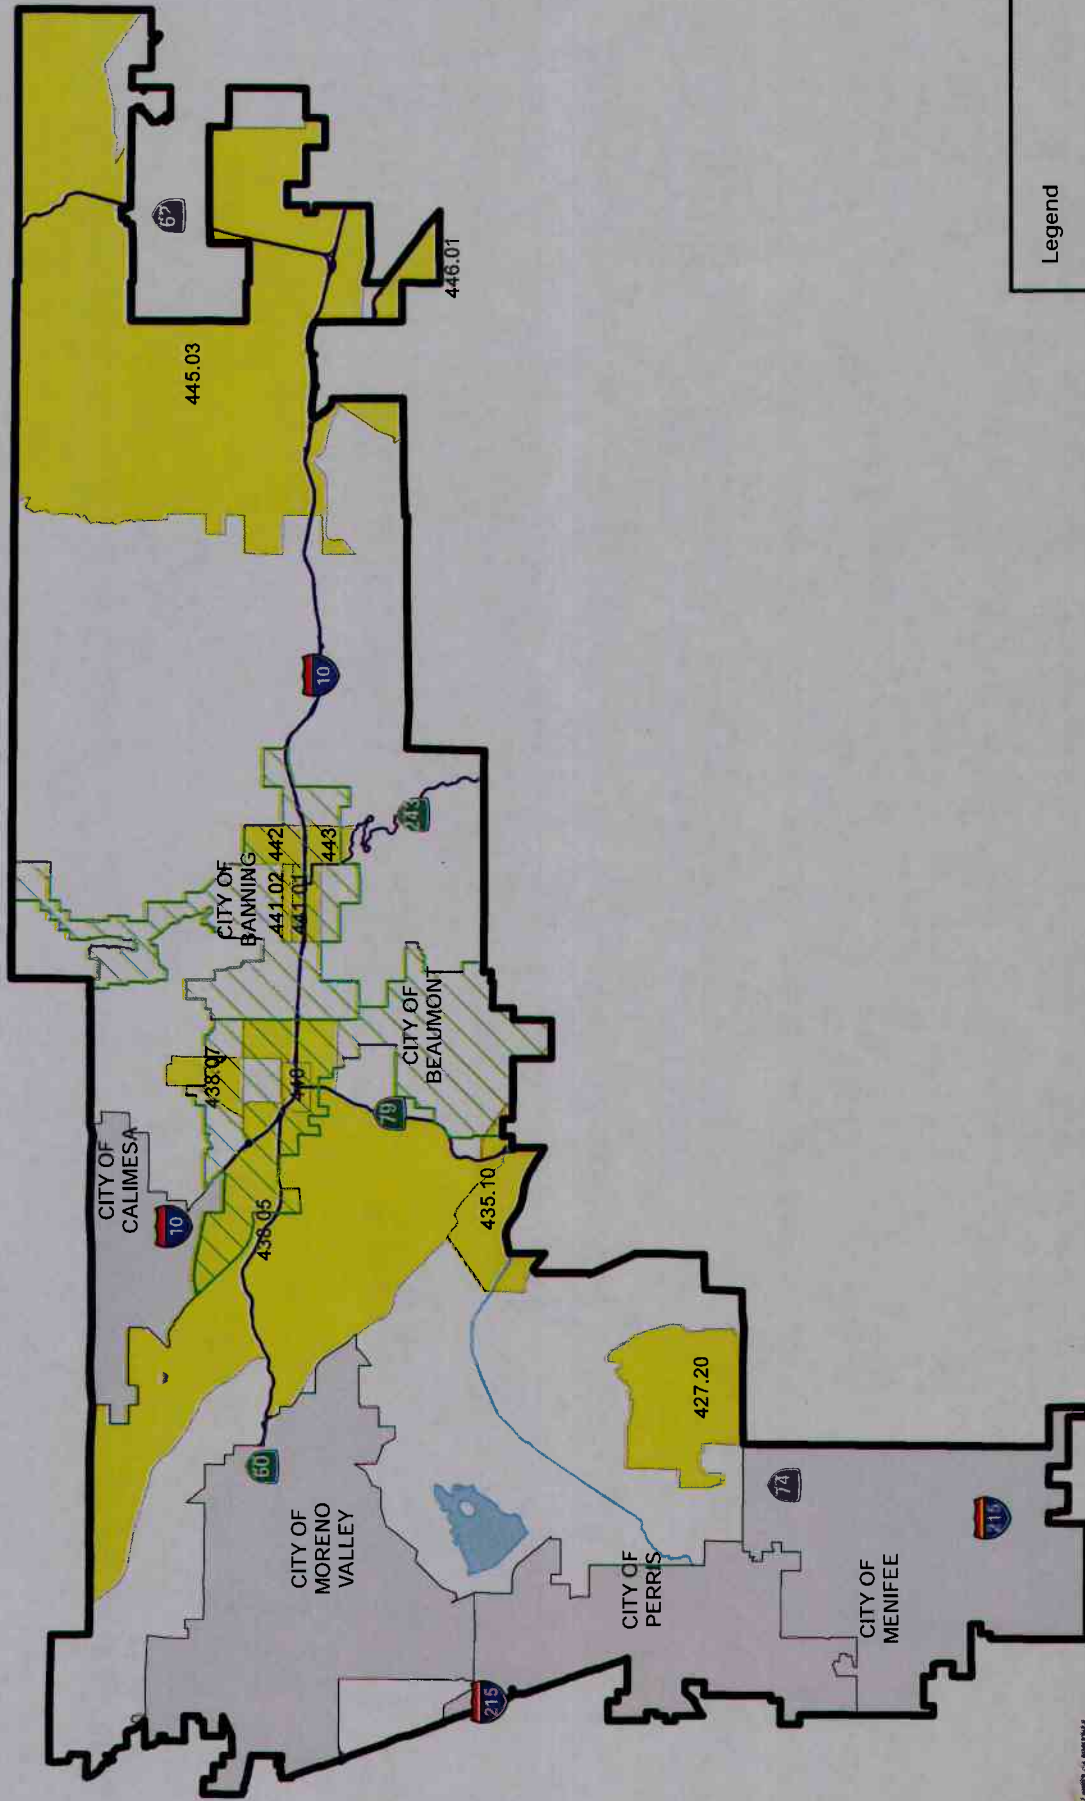 CITY OF
CALIMESA
10
62
445.03
438.07
CITY OF
BANNING
60
438.05
441.02
442
440
441.01
CITY OF
MORENO
VALLEY
10
443
79
CITY OF
BEAUMONT
243
446.01
435.10
215
CITY OF
PERRIS
427.20
74
CITY OF
MENIFEE
215
Legend